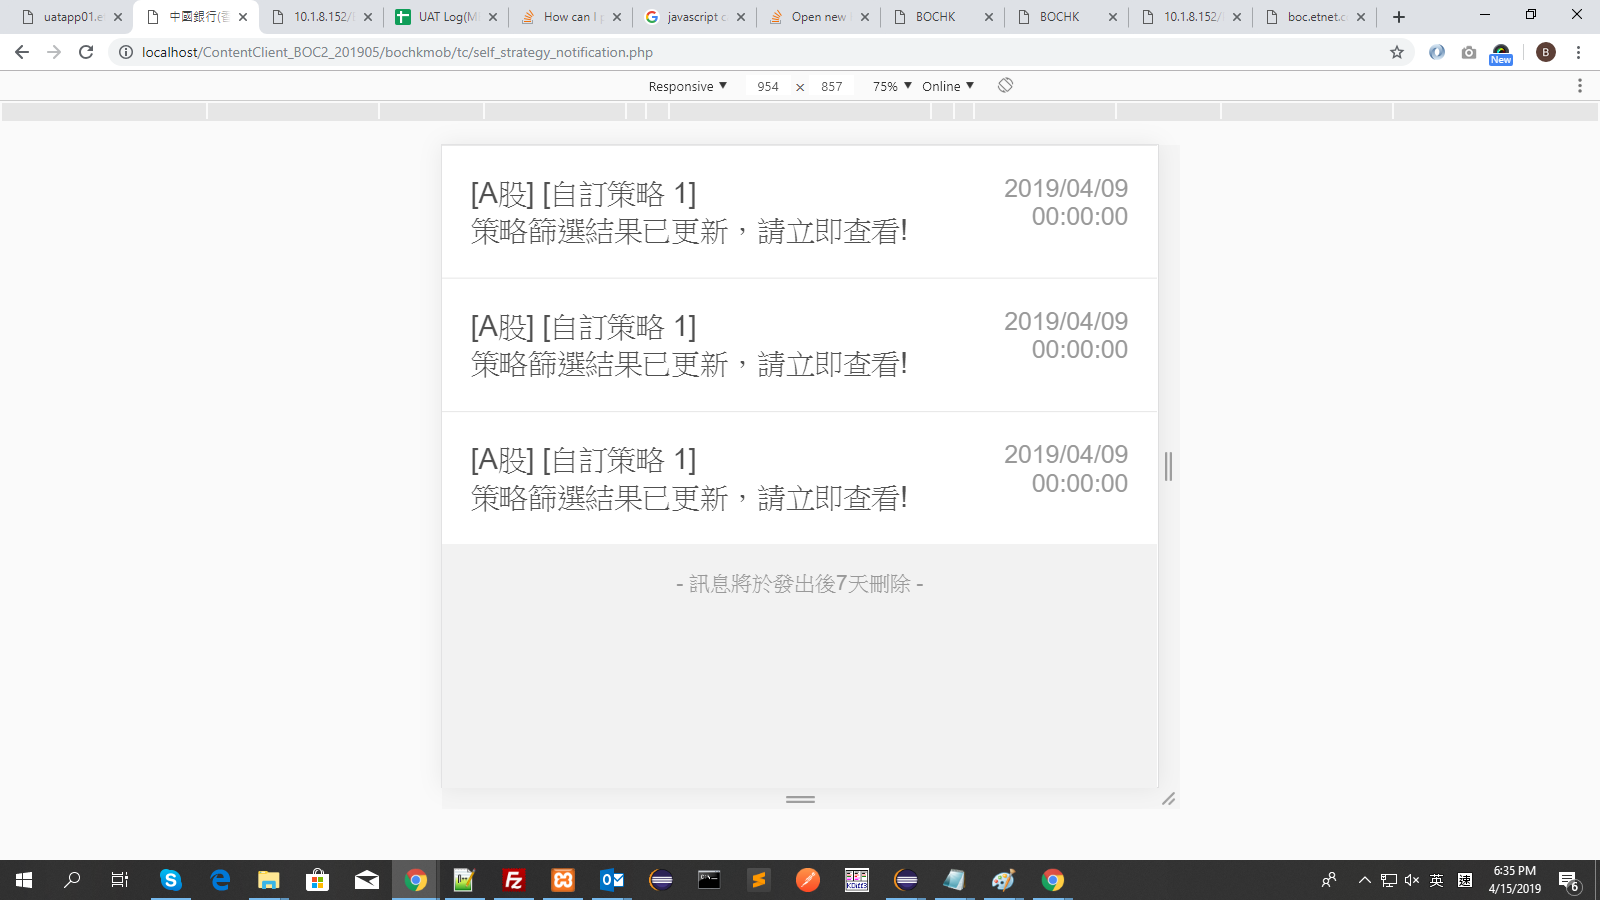 uatapp01.e
中國銀行(香
10.1.8.152/
UAT Log(M
How can I
javascript c
Open new
BOCHK
BOCHK
10.1.8.152/
boc.etnet.c
localhost/ContentClient_BOC2_201905/bochkmob/tc/self_strategy_notification.php
New
B
Responsive ▼ 954 × 857 75% ▼ Online ▼
[A股] [自訂策略 1]
2019/04/09
策略篩選結果已更新，請立即查看!
00:00:00
[A股] [自訂策略 1]
2019/04/09
策略篩選結果已更新，請立即查看!
00:00:00
[A股] [自訂策略 1]
2019/04/09
策略篩選結果已更新，請立即查看!
00:00:00
- 訊息將於發出後7天刪除 -
KDiff3
英
6:35 PM
4/15/2019
6